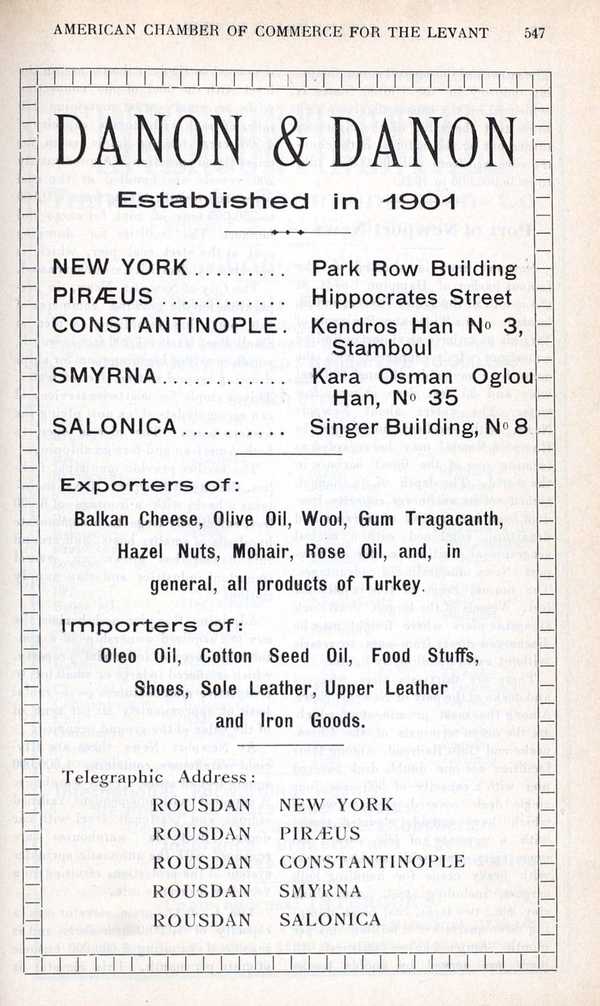 AMERICAN CHAMBER OF COMMERCE FOR THE LEVANT 547
DANON & DANON
Established in 1901
NEW YORK .......... Park Row Building
PIRÆUS ............ Hippocrates Street
CONSTANTINOPLE. Kendros Han No 3,
Stamboul
SMYRNA............ Kara Osman Oglou
Han, No 35
SALONICA.......... Singer Building, No 8
Exporters of:
Balkan Cheese, Olive Oil, Wool, Gum Tragacanth,
Hazel Nuts, Mohair, Rose Oil, and, in
general, all products of Turkey.
Importers of:
Oleo Oil, Cotton Seed Oil, Food Stuffs,
Shoes, Sole Leather, Upper Leather
and Iron Goods.
Telegraphic Address:
ROUSDAN NEW YORK
ROUSDAN PIRÆUS
ROUSDAN CONSTANTINOPLE
ROUSDAN SMYRNA
ROUSDAN SALONICA